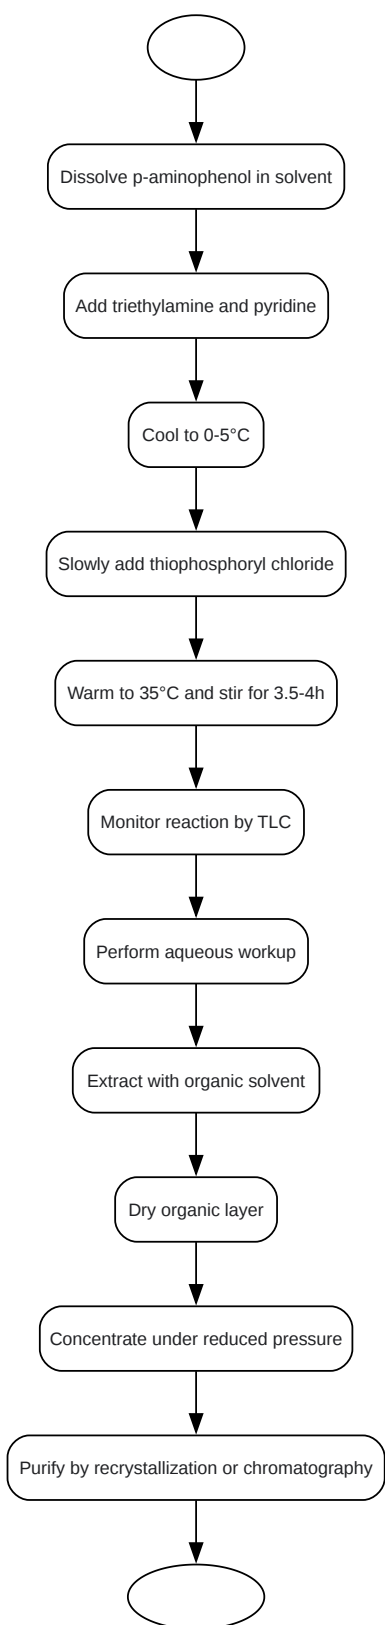 Dissolve p-aminophenol in solvent
Add triethylamine and pyridine
Cool to 0-5°C
Slowly add thiophosphoryl chloride
Warm to 35°C and stir for 3.5-4h
Monitor reaction by TLC
Perform aqueous workup
Extract with organic solvent
Dry organic layer
Concentrate under reduced pressure
Purify by recrystallization or chromatography